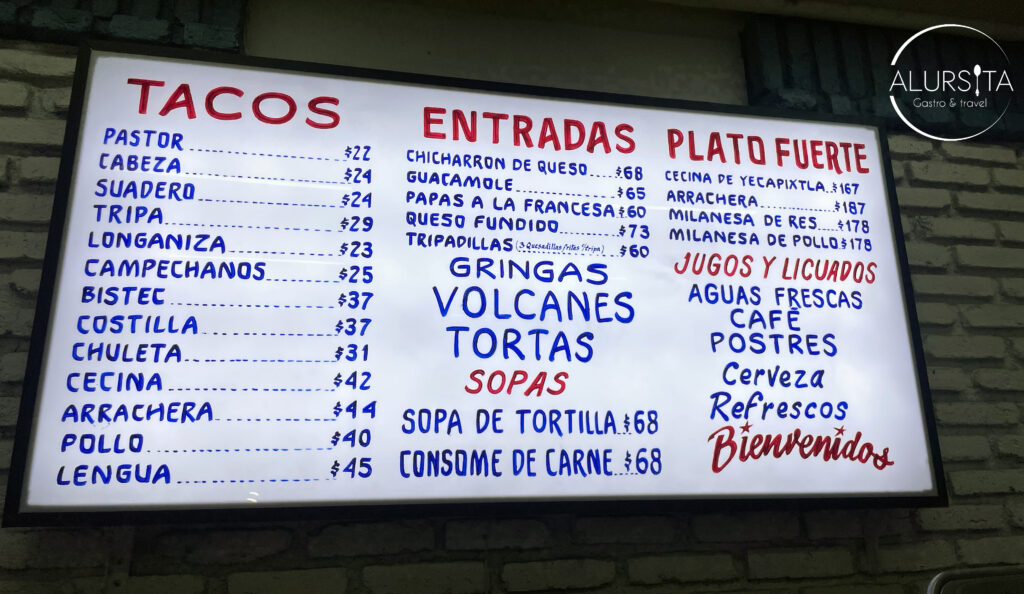 TACOS
PASTOR $22
CABEZA $24
SUADERO $24
TRIPA $29
LONGANIZA $23
CAMPECHANOS $25
BISTEC $37
COSTILLA $37
CHULETA $31
CECINA $42
ARRACHERA $44
POLLO $40
LENGUA $45
ENTRADAS
CHICHARRON DE QUESO $68
GUACAMOLE $65
PAPAS A LA FRANCESA $60
QUESO FUNDIDO $73
TRIPADILLAS (3 Quesadillas fritas tripa) $60
GRINGAS
VOLCANES
TORTAS
SOPAS
SOPA DE TORTILLA $68
CONSOME DE CARNE $68
PLATO FUERTE
CECINA DE YECAPIXTLA $167
ARRACHERA $187
MILANESA DE RES $178
MILANESA DE POLLO $178
JUGOS Y LICUADOS
AGUAS FRESCAS
CAFÉ
POSTRES
Cerveza
Refrescos
Bienvenidos
ALURSITA
Gastro & travel